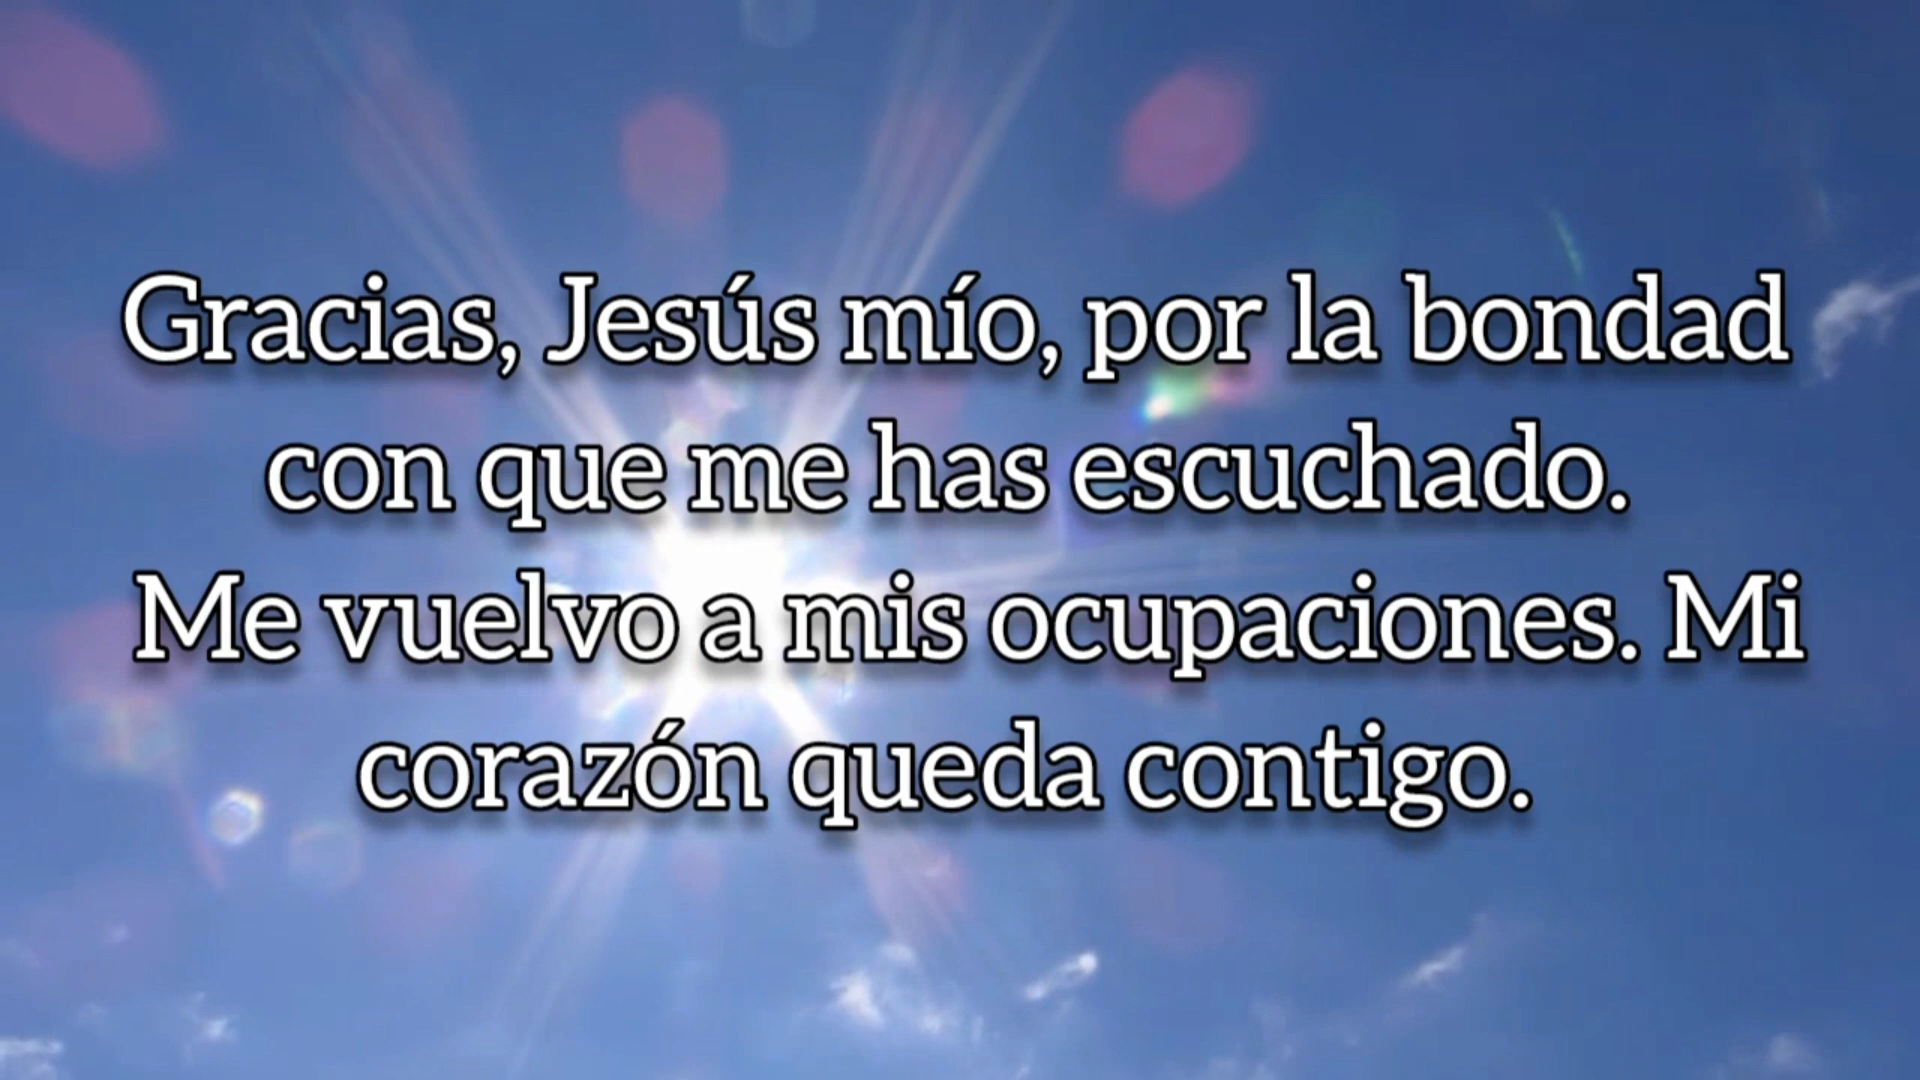 Gracias, Jesús mío, por la bondad
con que me has escuchado.
Me vuelvo a mis ocupaciones. Mi
corazón queda contigo.